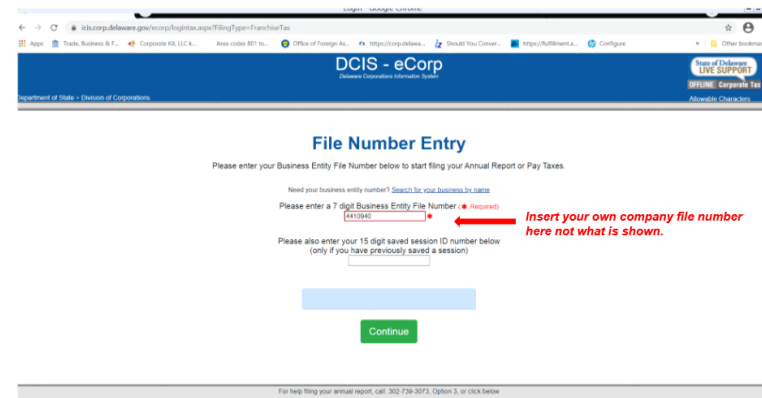 Login - Google Chrome
icis.corp.delaware.gov/ecorp/logintax.aspx?FilingType=FranchiseTax
Apps Trade, Business & F... Corporate Kit, LLC k... Area codes 801 to... Office of Foreign As... https://corp.delawa... Should You Conver... https://fulfillment.a... Configure Other bookmar
DCIS - eCorp
Delaware Corporations Information System
State of Delaware
LIVE SUPPORT
OFFLINE Corporate Tax
Department of State » Division of Corporations
Allowable Characters
File Number Entry
Please enter your Business Entity File Number below to start filing your Annual Report or Pay Taxes.
Need your business entity number? Search for your business by name
Please enter a 7 digit Business Entity File Number (✱ Required)
4410940 ✱
Insert your own company file number
here not what is shown.
Please also enter your 15 digit saved session ID number below
(only if you have previously saved a session)
Continue
For help filing your annual report, call: 302-739-3073, Option 3, or click below